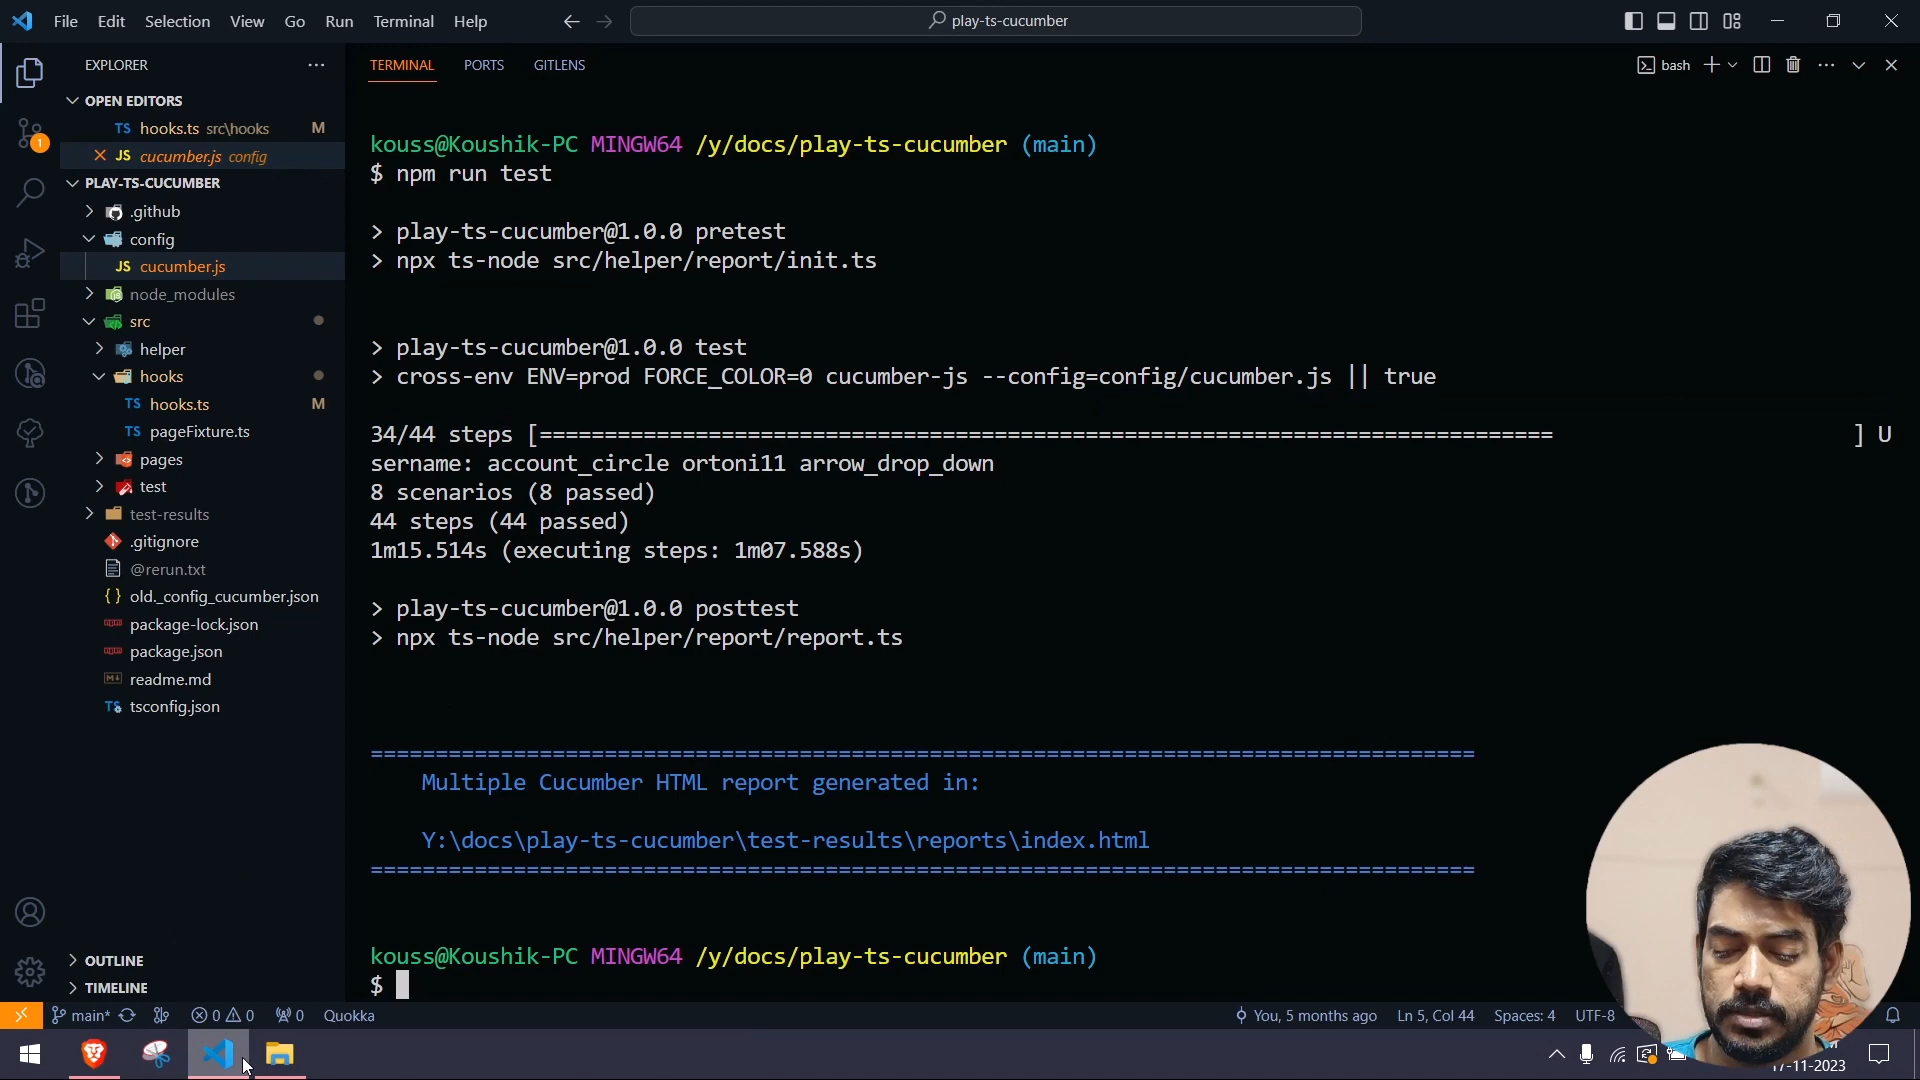 File Edit Selection View Go Run Terminal Help
play-ts-cucumber
EXPLORER
TERMINAL PORTS GITLENS
bash
OPEN EDITORS
TS hooks.ts src\hooks M
JS cucumber.js config
PLAY-TS-CUCUMBER
.github
config
JS cucumber.js
node_modules
src
helper
hooks
TS hooks.ts M
TS pageFixture.ts
pages
test
test-results
.gitignore
@rerun.txt
{} old._config_cucumber.json
package-lock.json
package.json
readme.md
tsconfig.json
OUTLINE
TIMELINE
kouss@Koushik-PC MINGW64 /y/docs/play-ts-cucumber (main)
$ npm run test
> play-ts-cucumber@1.0.0 pretest
> npx ts-node src/helper/report/init.ts
> play-ts-cucumber@1.0.0 test
> cross-env ENV=prod FORCE_COLOR=0 cucumber-js --config=config/cucumber.js || true
34/44 steps [============================================================================== ] U
sername: account_circle ortoni11 arrow_drop_down
8 scenarios (8 passed)
44 steps (44 passed)
1m15.514s (executing steps: 1m07.588s)
> play-ts-cucumber@1.0.0 posttest
> npx ts-node src/helper/report/report.ts
=====================================================================================
Multiple Cucumber HTML report generated in:
Y:\docs\play-ts-cucumber\test-results\reports\index.html
=====================================================================================
kouss@Koushik-PC MINGW64 /y/docs/play-ts-cucumber (main)
$
main* 0 0 0 Quokka
You, 5 months ago Ln 5, Col 44 Spaces: 4 UTF-8
17-11-2023